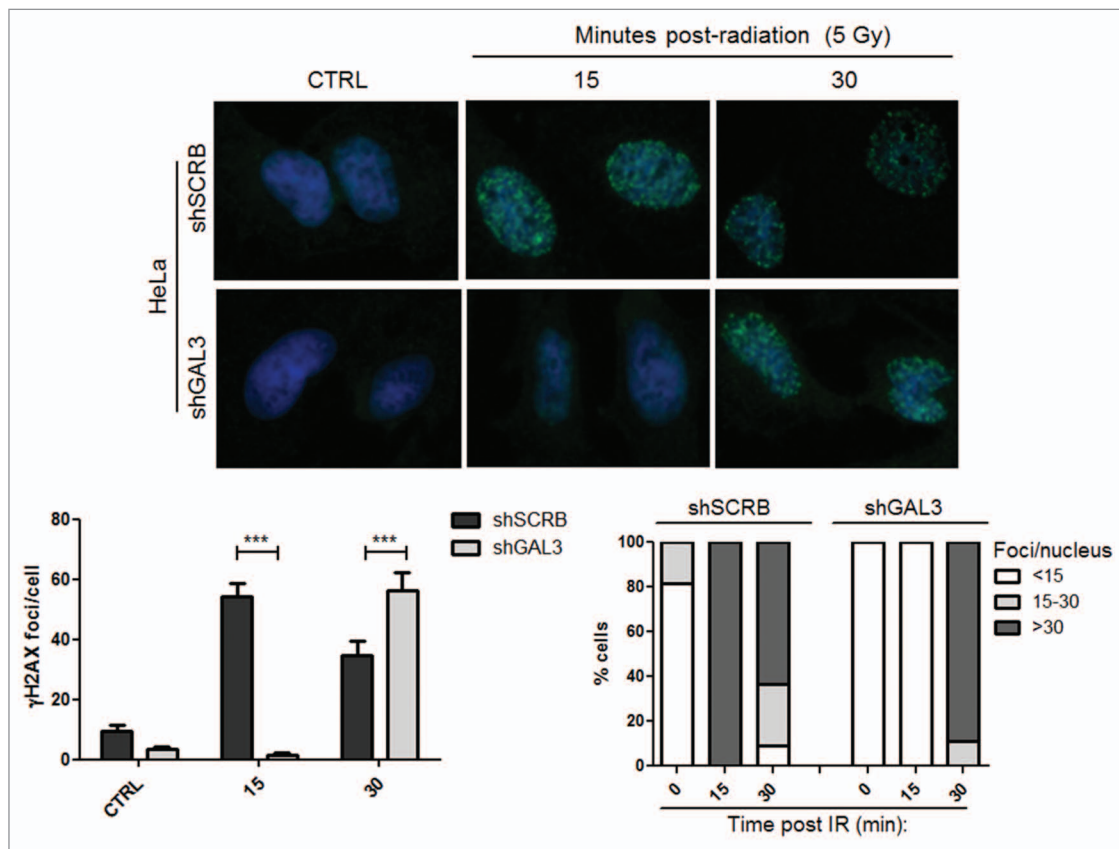 Minutes post-radiation (5 Gy)
CTRL 15 30
HeLa
shSCRB
shGAL3
80
60
40
20
0
γH2AX foci/cell
*** ***
shSCRB
shGAL3
CTRL 15 30
shSCRB shGAL3
100
80
60
40
20
0
% cells
Foci/nucleus
<15
15-30
>30
0 15 30 0 15 30
Time post IR (min):